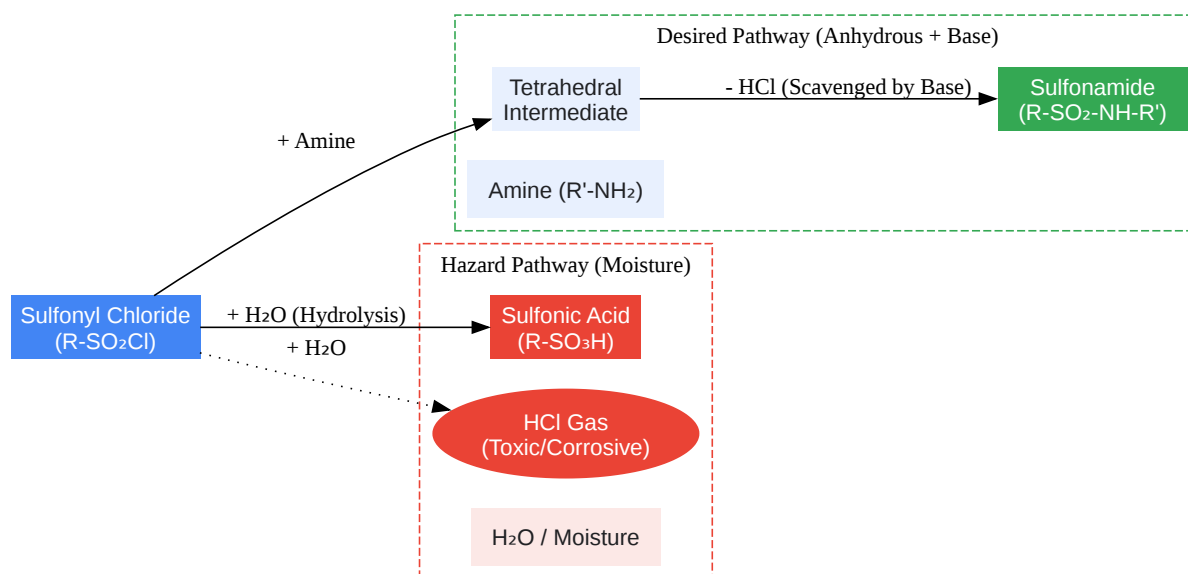 Desired Pathway (Anhydrous + Base)
Tetrahedral
Intermediate
- HCl (Scavenged by Base)
Sulfonamide
(R-SO₂-NH-R')
+ Amine
Amine (R'-NH₂)
Hazard Pathway (Moisture)
Sulfonyl Chloride
(R-SO₂Cl)
+ H₂O (Hydrolysis)
+ H₂O
Sulfonic Acid
(R-SO₃H)
HCl Gas
(Toxic/Corrosive)
H₂O / Moisture